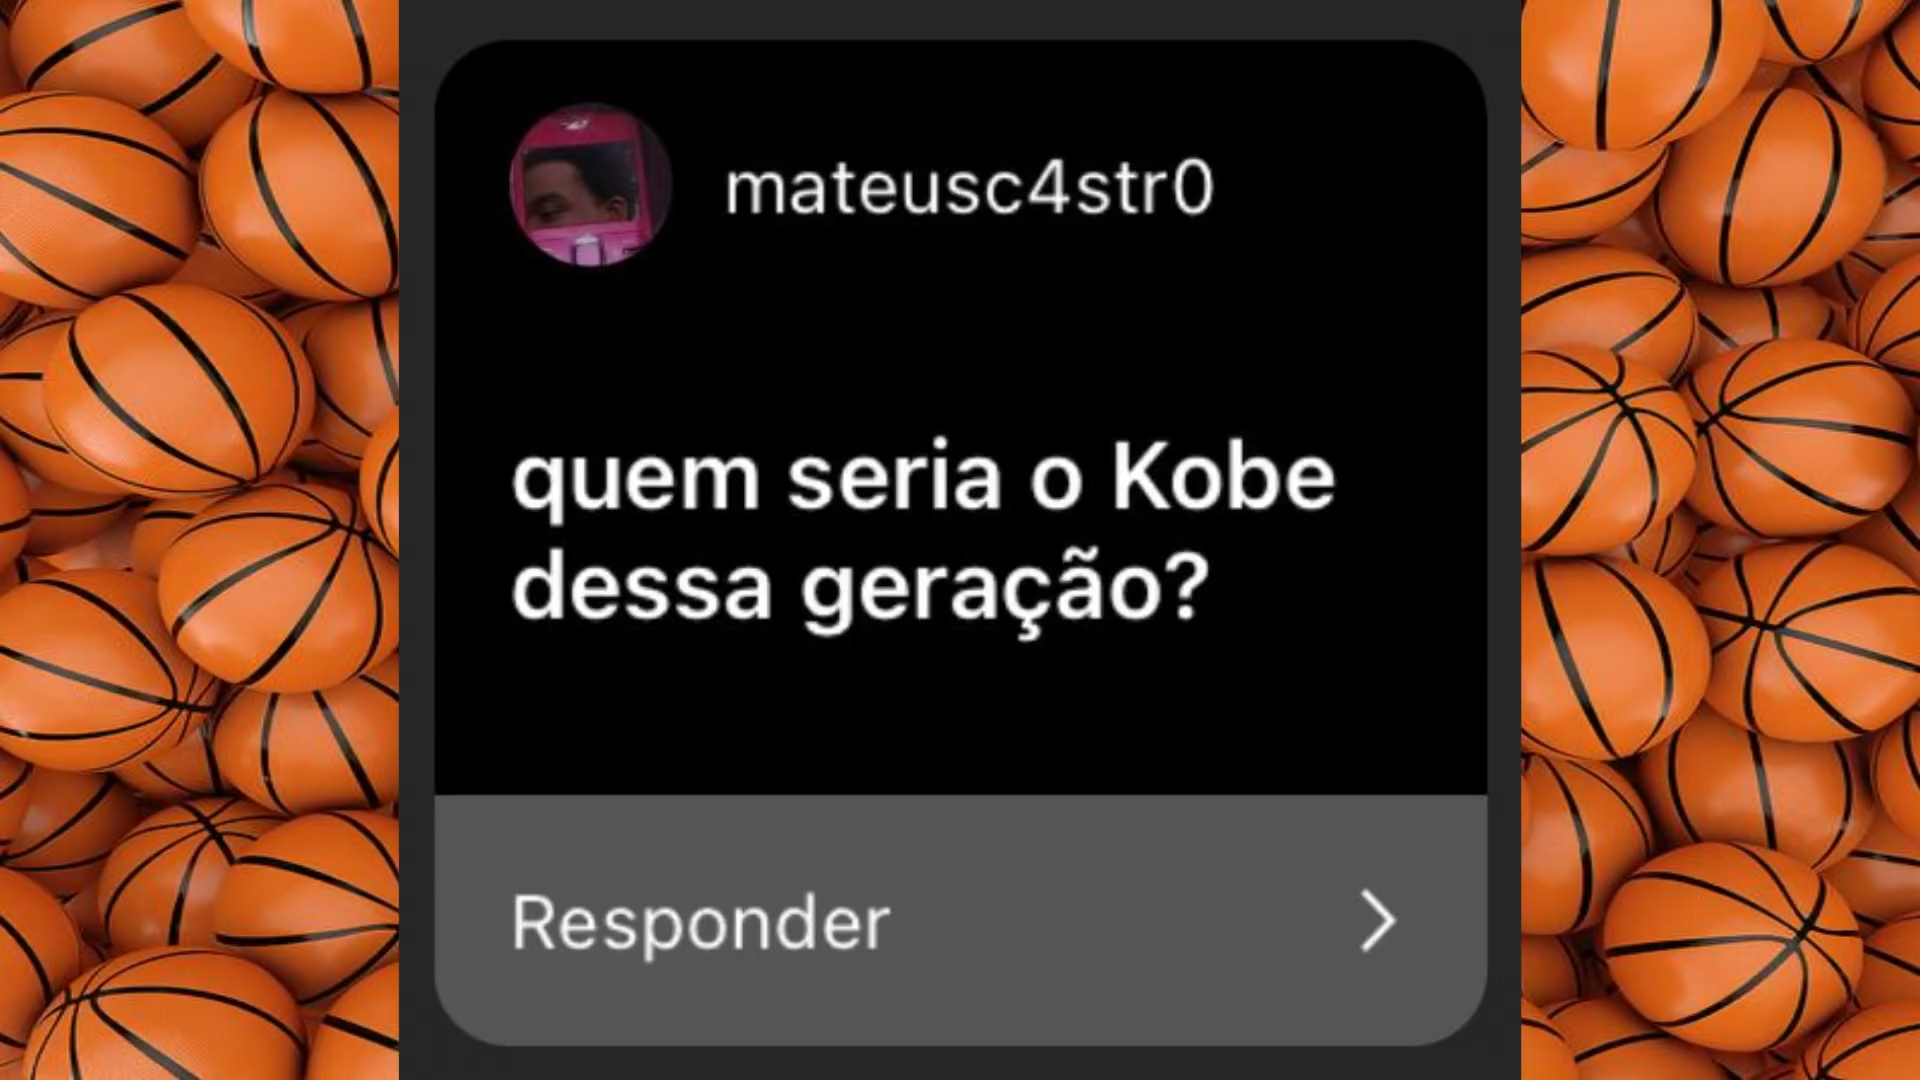 mateusc4str0
quem seria o Kobe
dessa geração?
Responder